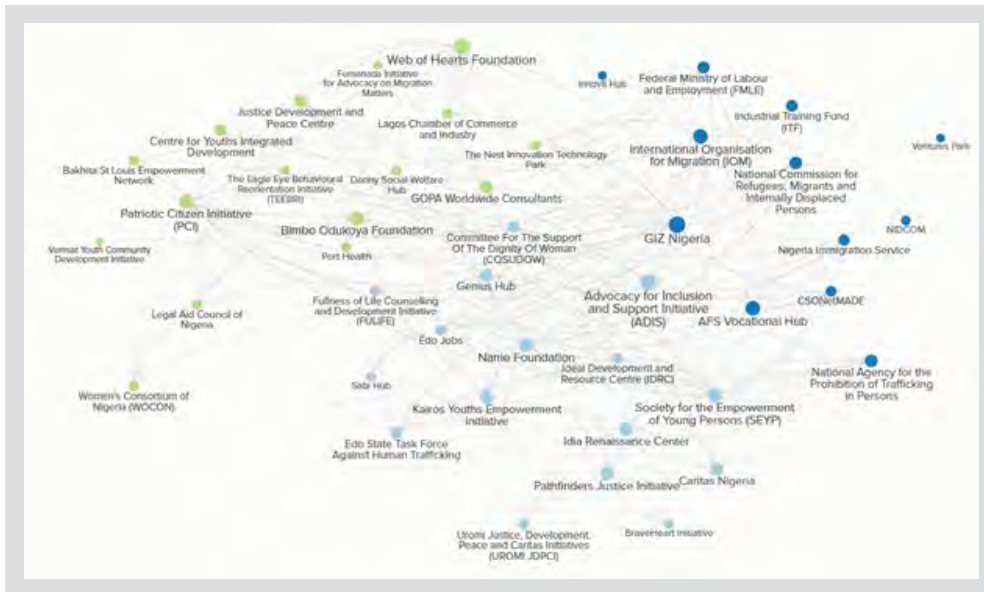 Web of Hearts Foundation
Fomanada Initiative
for Advocacy on Migration
Matters
Innova Hub
Federal Ministry of Labour
and Employment (FMLE)
Justice Development and
Peace Centre
Lagos Chamber of Commerce
and Industry
Industrial Training Fund
(ITF)
Centre for Youths Integrated
Development
The Nest Innovation Technology
Park
International Organisation
for Migration (IOM)
Ventures Park
Bakhita St Louis Empowerment
Network
The Eagle Eye Behavioural
Reorientation Initiative
(TEEBRI)
Social Welfare
Hub
GOPA Worldwide Consultants
National Commission for
Refugees, Migrants and
Internally Displaced
Persons
Patriotic Citizen Initiative
(PCI)
Bimbo Odukoya Foundation
Committee For The Support
Of The Dignity Of Woman
(COSUDOW)
GIZ Nigeria
NIDCOM
Nigeria Immigration Service
Youth Community
Development Initiative
Port Health
Genius Hub
Legal Aid Council of
Nigeria
Fullness of Life Counselling
and Development Initiative
(FULIFE)
Advocacy for Inclusion
and Support Initiative
(ADIS)
AFS Vocational Hub
CSONetMADE
Edo Jobs
Name Foundation
Ideal Development and
Resource Centre (IDRC)
National Agency for the
Prohibition of Trafficking
in Persons
Women's Consortium of
Nigeria (WOCON)
Sabi Hub
Kairos Youths Empowerment
Initiative
Society for the Empowerment
of Young Persons (SEYP)
Edo State Task Force
Against Human Trafficking
Idia Renaissance Center
Pathfinders Justice Initiative
Caritas Nigeria
Uromi Justice, Development,
Peace and Caritas Initiatives
(UROMI JDPCI)
BraveHeart Initiative